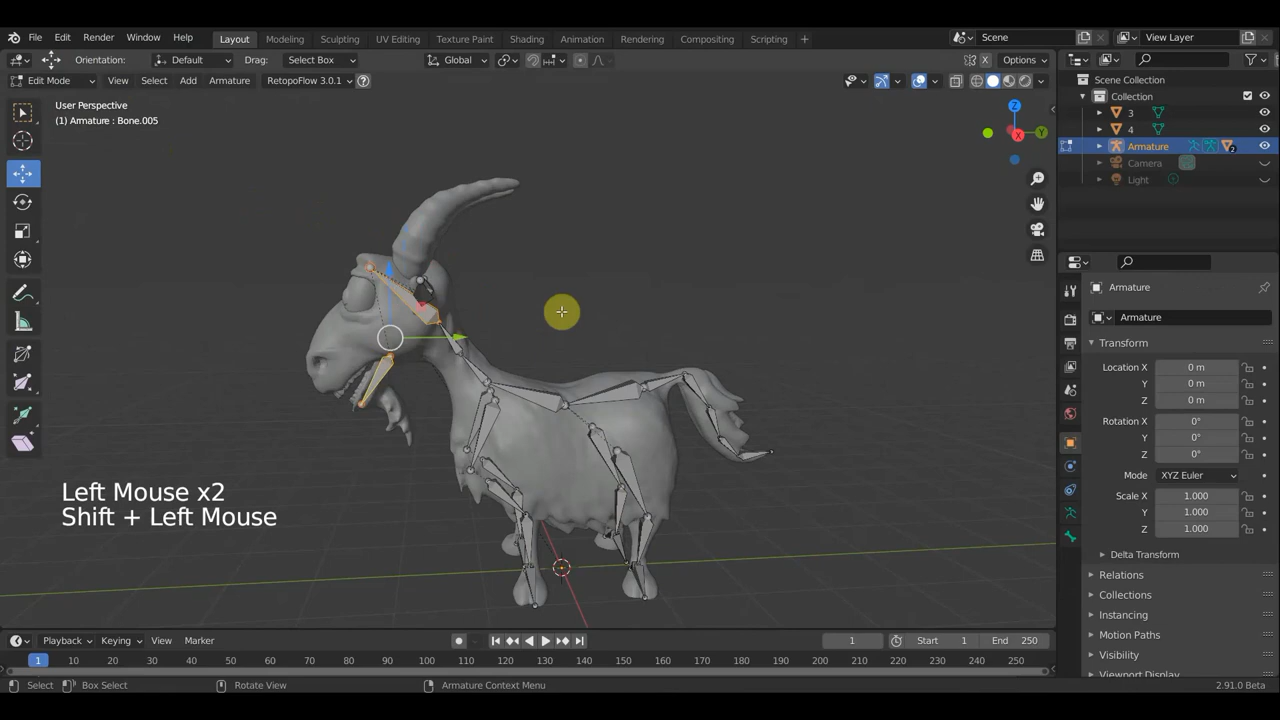 File Edit Render Window Help Layout Modeling Sculpting UV Editing Texture Paint Shading Animation Rendering Compositing Scripting + Scene View Layer
Orientation: Default Drag: Select Box Global X Options
Edit Mode View Select Add Armature RetopoFlow 3.0.1 ?
User Perspective
(1) Armature : Bone.005
Z
Y
X
Scene Collection
Collection
3
4
Armature 2
Camera
Light
Armature
Armature
Transform
Location X 0 m
Y 0 m
Z 0 m
Rotation X 0°
Y 0°
Z 0°
Mode XYZ Euler
Scale X 1.000
Y 1.000
Z 1.000
Delta Transform
Relations
Collections
Instancing
Motion Paths
Visibility
Viewport Display
Left Mouse x2
Shift + Left Mouse
Playback Keying View Marker 1 Start 1 End 250
1 10 20 30 40 50 60 70 80 90 100 110 120 130 140 150 160 170 180 190 200 210 220 230 240 250
Select Box Select Rotate View Armature Context Menu 2.91.0 Beta